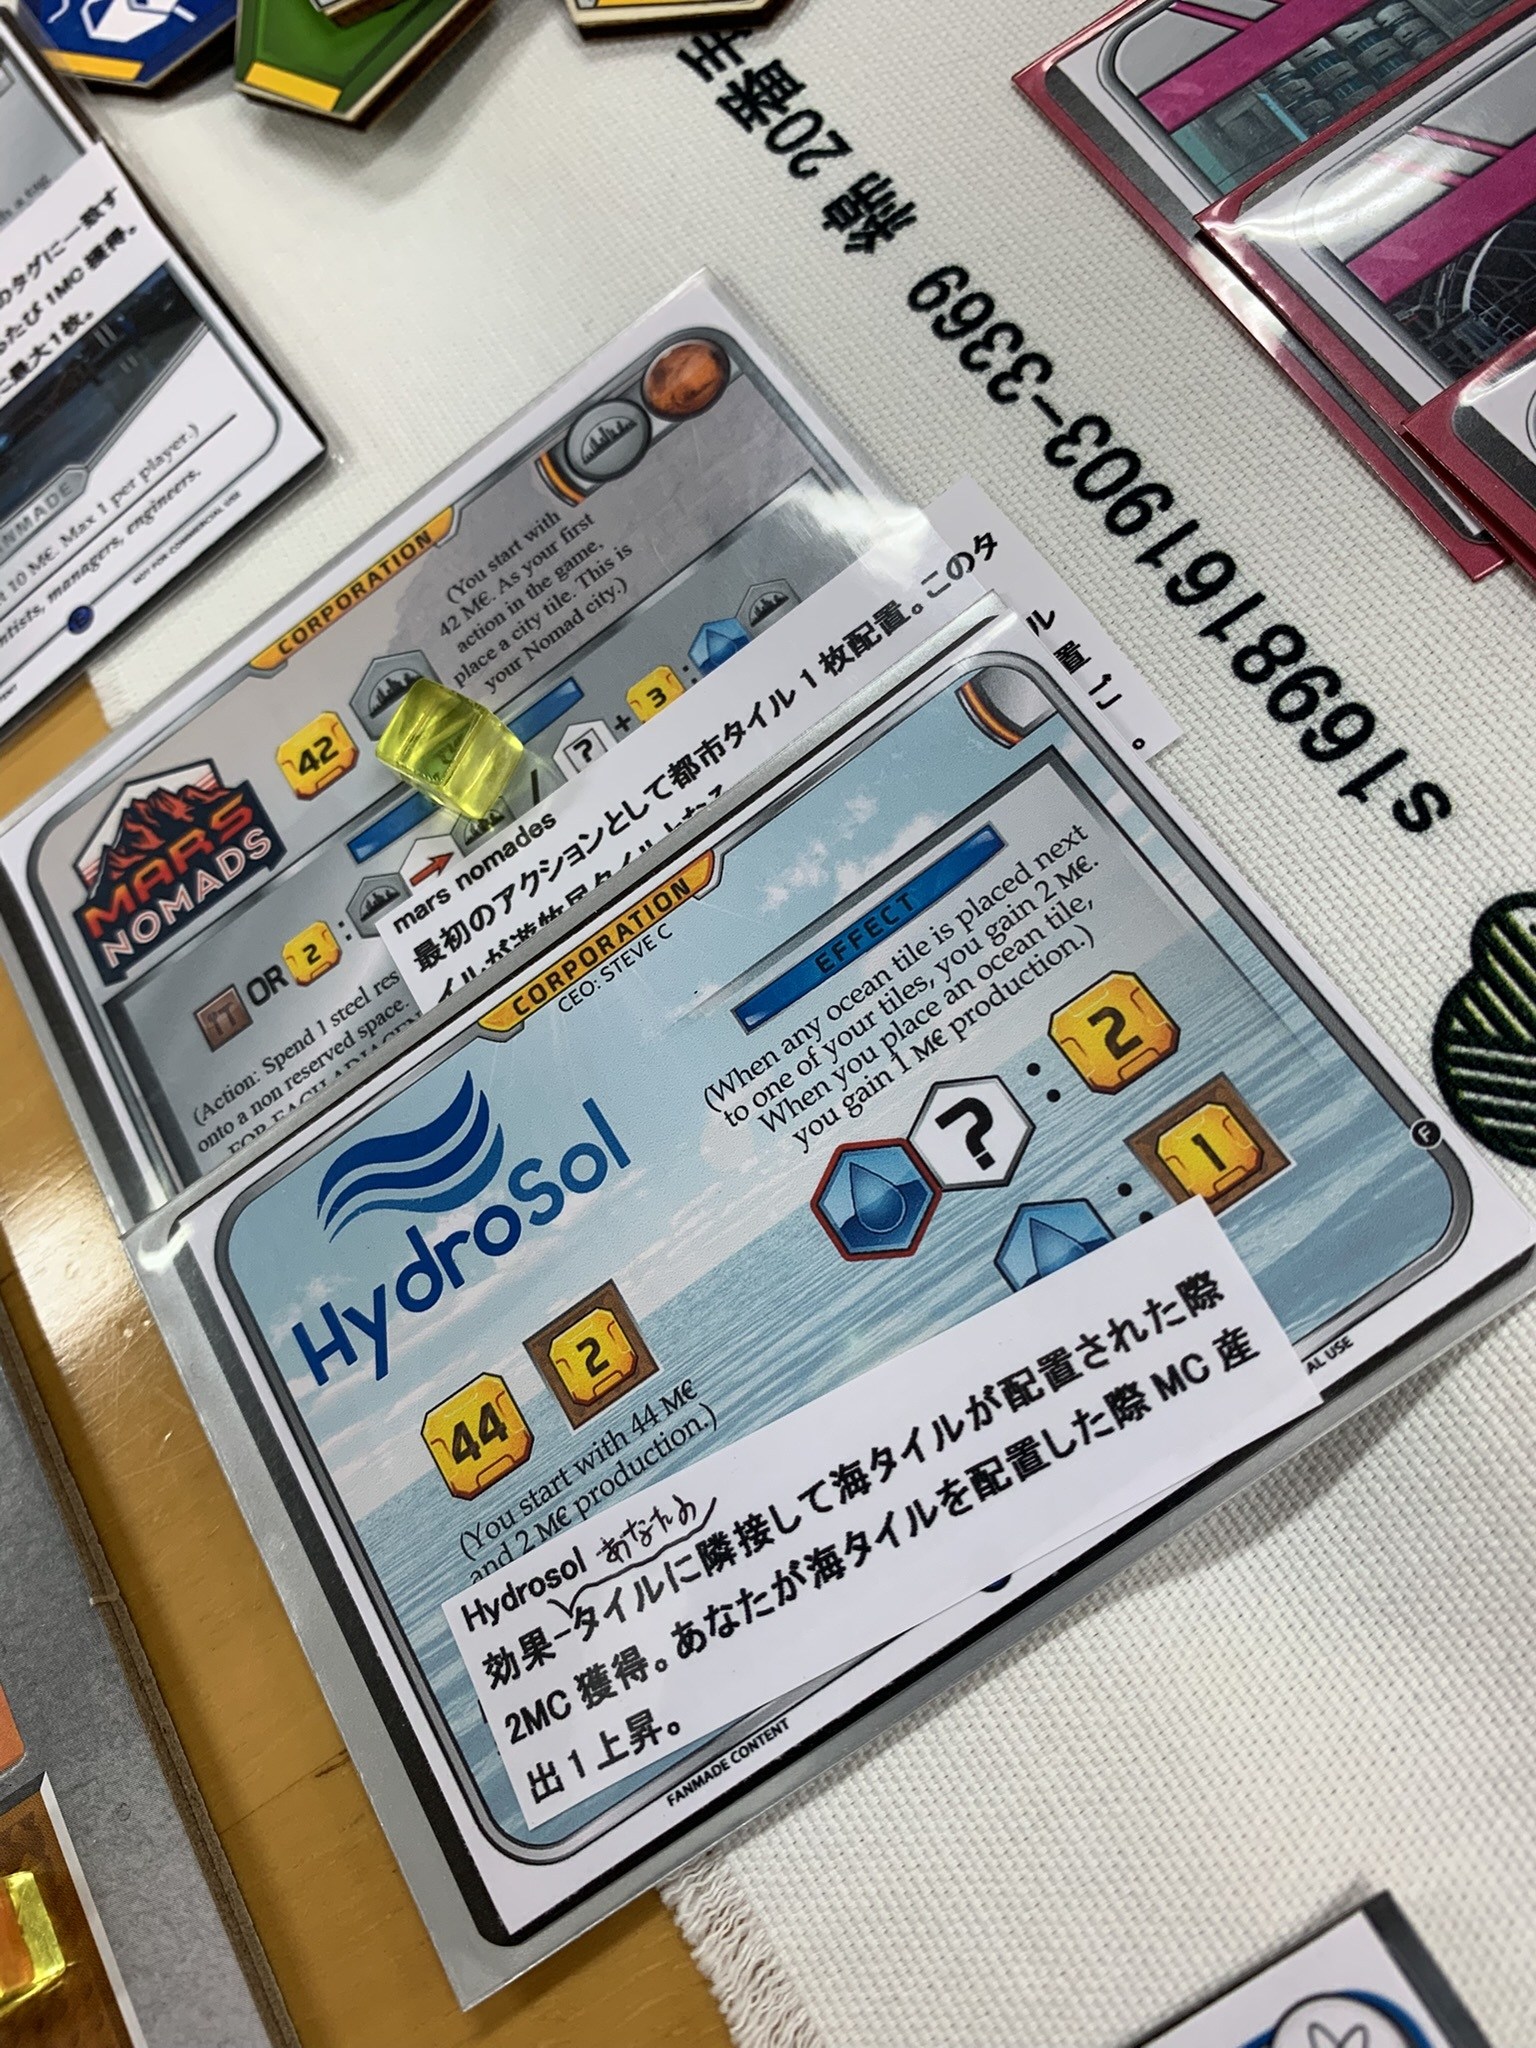 のタグに一致す
るたび 1MC 獲得。
に最大1枚。
10 M€. Max 1 per player.)
managers, engineers.
NOT FOR COMMERCIAL USE
s1698161903-3369 綿 20番
CORPORATION
(You start with
42 M€. As your first
action in the game,
place a city tile. This is
your Nomad city.)
42
MARS
NOMADS
? + 3 :
OR 2 :
(Action: Spend 1 steel res
onto a non reserved space.
mars nomades
最初のアクションとして都市タイル 1 枚配置。このタ
CORPORATION
CEO: STEVE C
EFFECT
(When any ocean tile is placed next
to one of your tiles, you gain 2 M€.
When you place an ocean tile,
you gain 1 M€ production.)
? : 2
: 1
HydroSol
44 2
(You start with 44 M€
and 2 M€ production.)
F
AL USE
Hydrosol あなたの
効果-タイルに隣接して海タイルが配置された際
2MC 獲得。あなたが海タイルを配置した際 MC 産
出 1 上昇。
FANMADE CONTENT